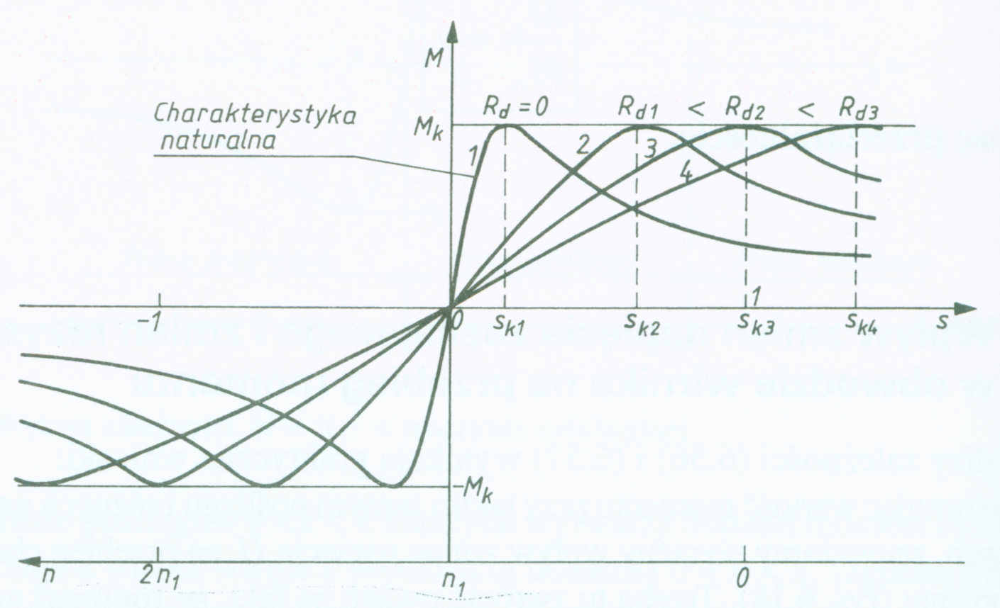 M
Charakterystyka
naturalna
R_d = 0 R_d1 < R_d2 < R_d3
M_k
1 2 3 4
-1 0 s_k1 s_k2 s_k3 1 s_k4 s
-M_k
n 2n_1 n_1 0